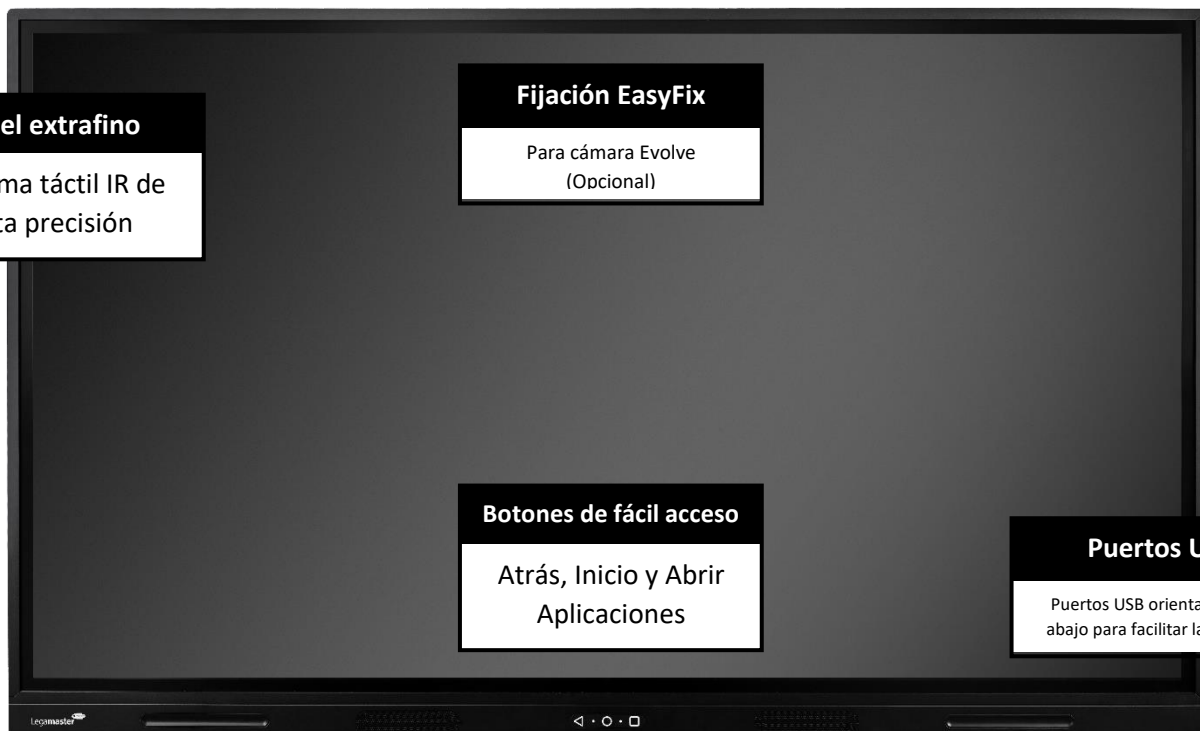 Fijación EasyFix
Para cámara Evolve
(Opcional)
el extrafino
ma táctil IR de
ta precisión
Botones de fácil acceso
Atrás, Inicio y Abrir
Aplicaciones
Puertos U
Puertos USB orienta
abajo para facilitar la
Legamaster